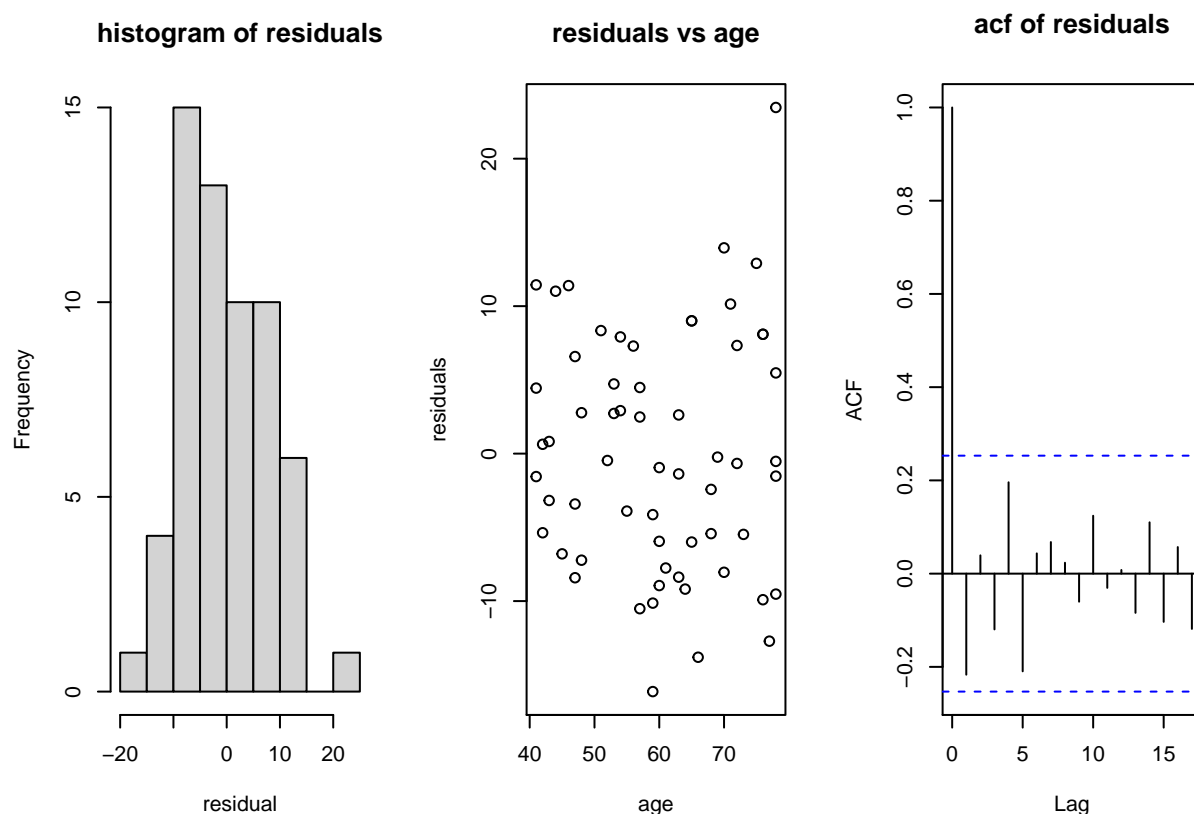 histogram of residuals
Frequency
0
5
10
15
−20
0
20
residual
residuals vs age
residuals
−10
0
10
20
40
50
60
70
age
acf of residuals
ACF
−0.2
0.0
0.2
0.4
0.6
0.8
1.0
0
5
10
15
Lag